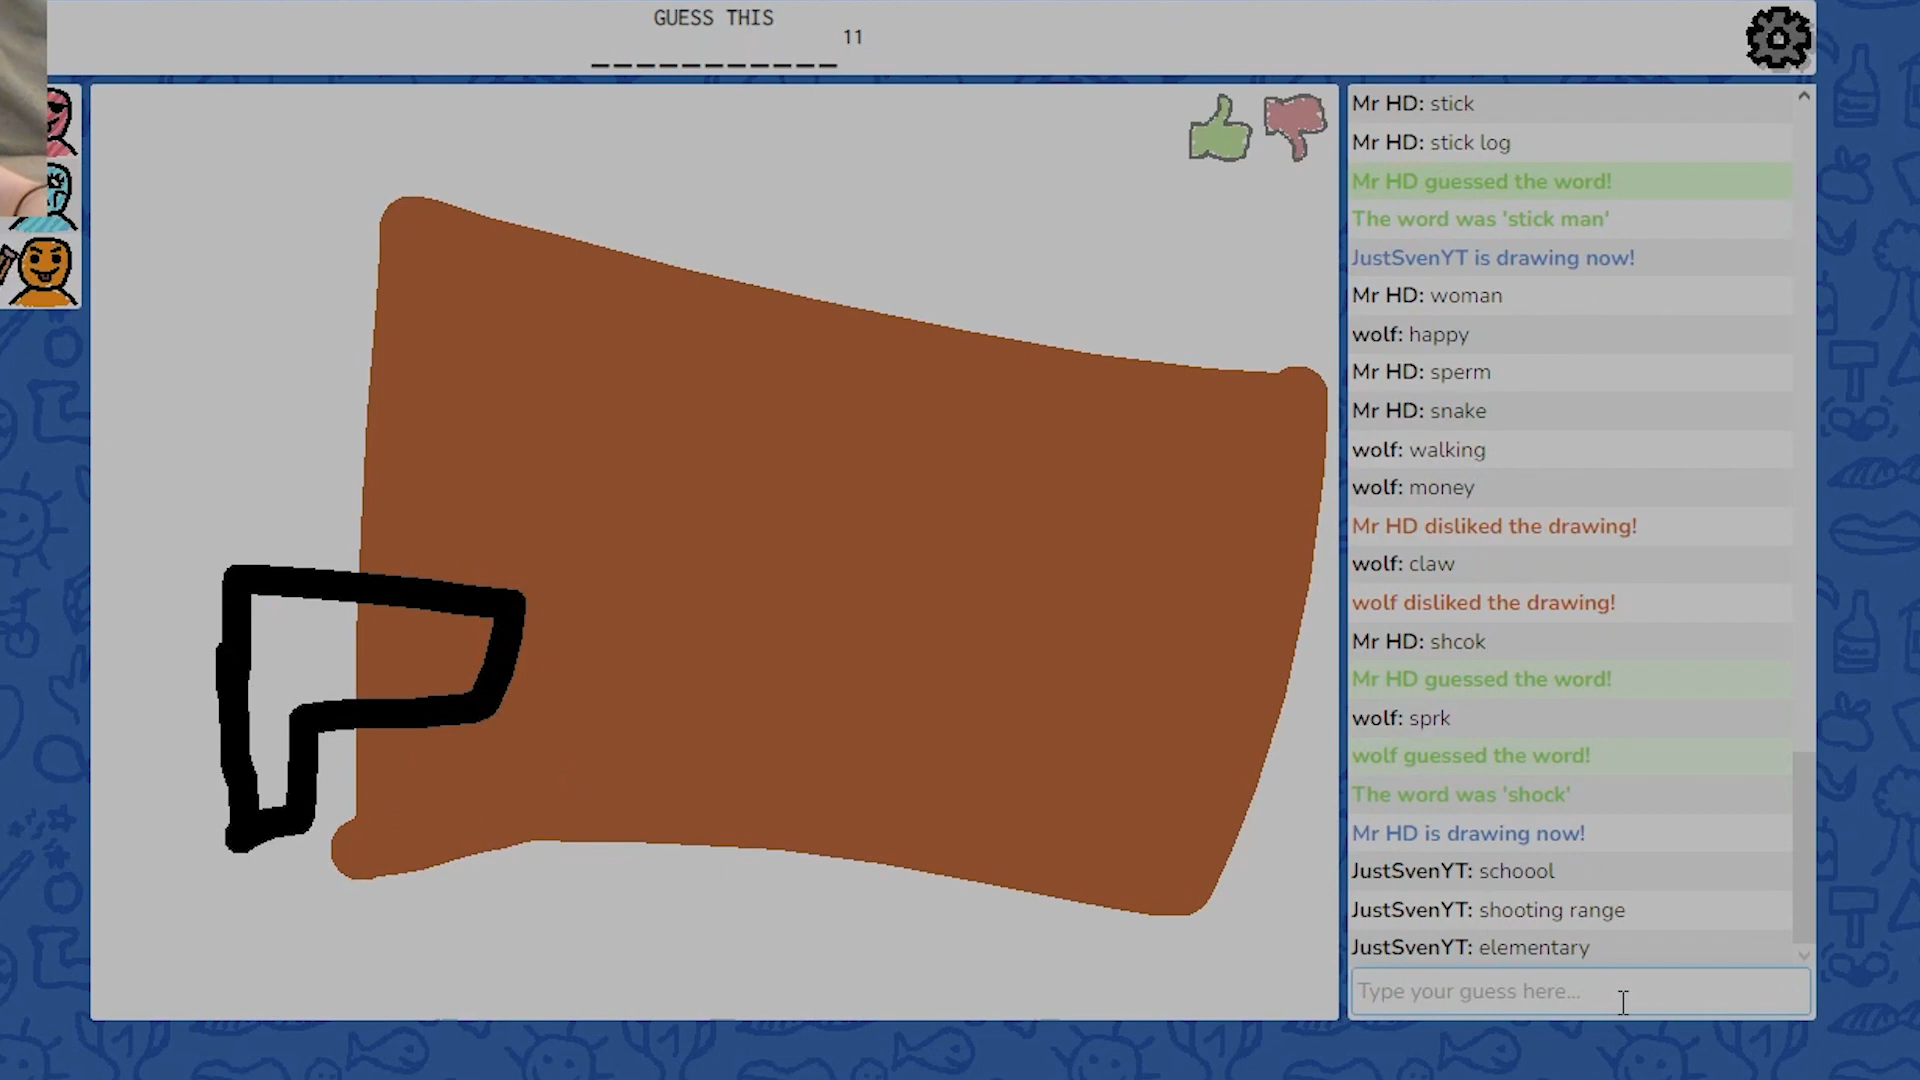 GUESS THIS
___________ 11
Mr HD: stick
Mr HD: stick log
Mr HD guessed the word!
The word was 'stick man'
JustSvenYT is drawing now!
Mr HD: woman
wolf: happy
Mr HD: sperm
Mr HD: snake
wolf: walking
wolf: money
Mr HD disliked the drawing!
wolf: claw
wolf disliked the drawing!
Mr HD: shcok
Mr HD guessed the word!
wolf: sprk
wolf guessed the word!
The word was 'shock'
Mr HD is drawing now!
JustSvenYT: schoool
JustSvenYT: shooting range
JustSvenYT: elementary
Type your guess here...